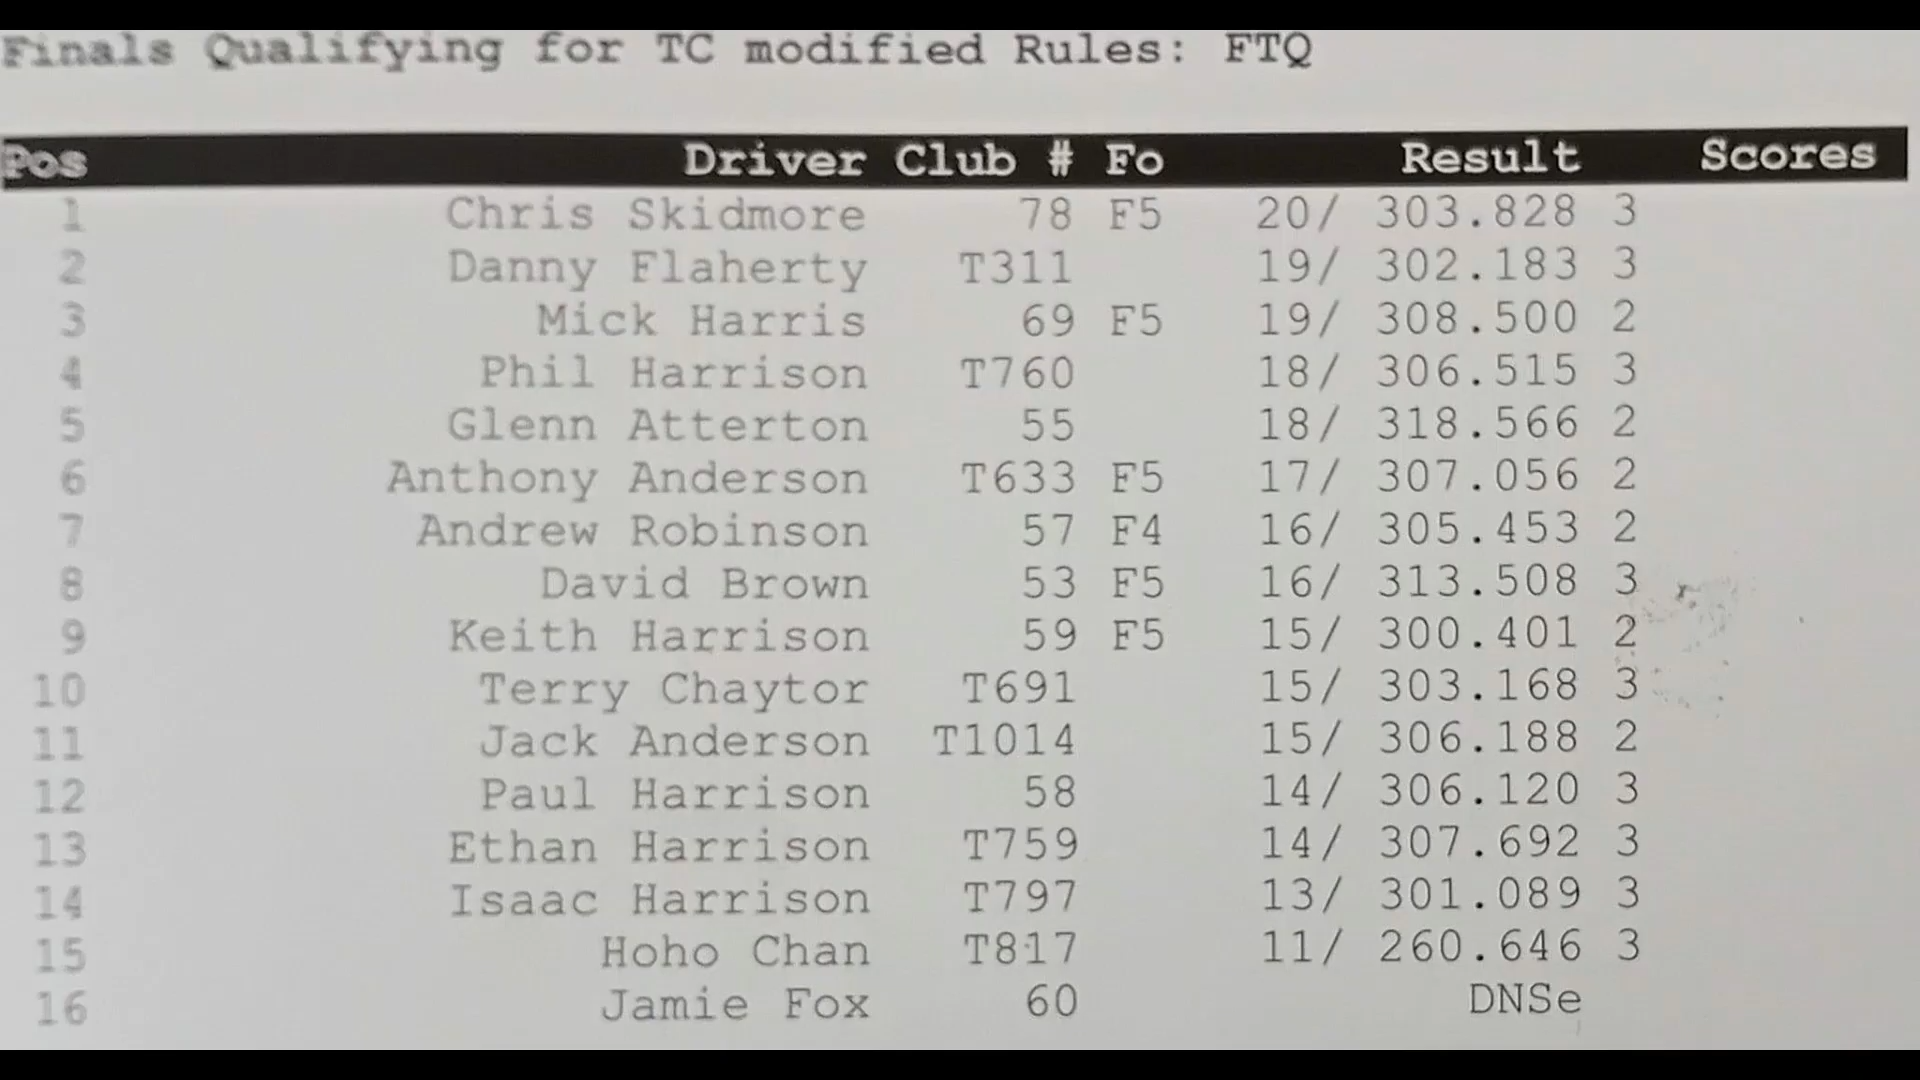 Finals Qualifying for TC modified Rules: FTQ
Pos Driver Club # Fo Result Scores
1 Chris Skidmore 78 F5 20/ 303.828 3
2 Danny Flaherty T311 19/ 302.183 3
3 Mick Harris 69 F5 19/ 308.500 2
4 Phil Harrison T760 18/ 306.515 3
5 Glenn Atterton 55 18/ 318.566 2
6 Anthony Anderson T633 F5 17/ 307.056 2
7 Andrew Robinson 57 F4 16/ 305.453 2
8 David Brown 53 F5 16/ 313.508 3
9 Keith Harrison 59 F5 15/ 300.401 2
10 Terry Chaytor T691 15/ 303.168 3
11 Jack Anderson T1014 15/ 306.188 2
12 Paul Harrison 58 14/ 306.120 3
13 Ethan Harrison T759 14/ 307.692 3
14 Isaac Harrison T797 13/ 301.089 3
15 Hoho Chan T817 11/ 260.646 3
16 Jamie Fox 60 DNSe